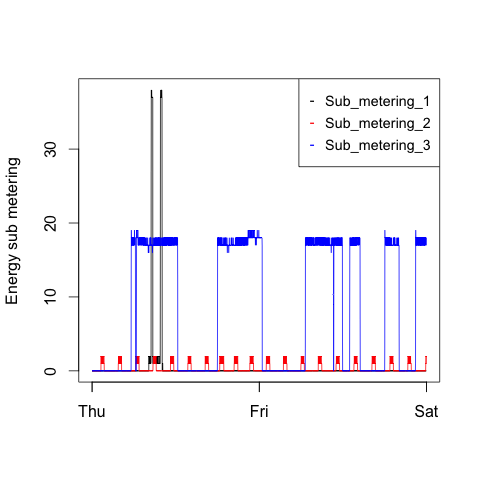 Energy sub metering
30
20
10
0
Sub_metering_1
Sub_metering_2
Sub_metering_3
Thu Fri Sat